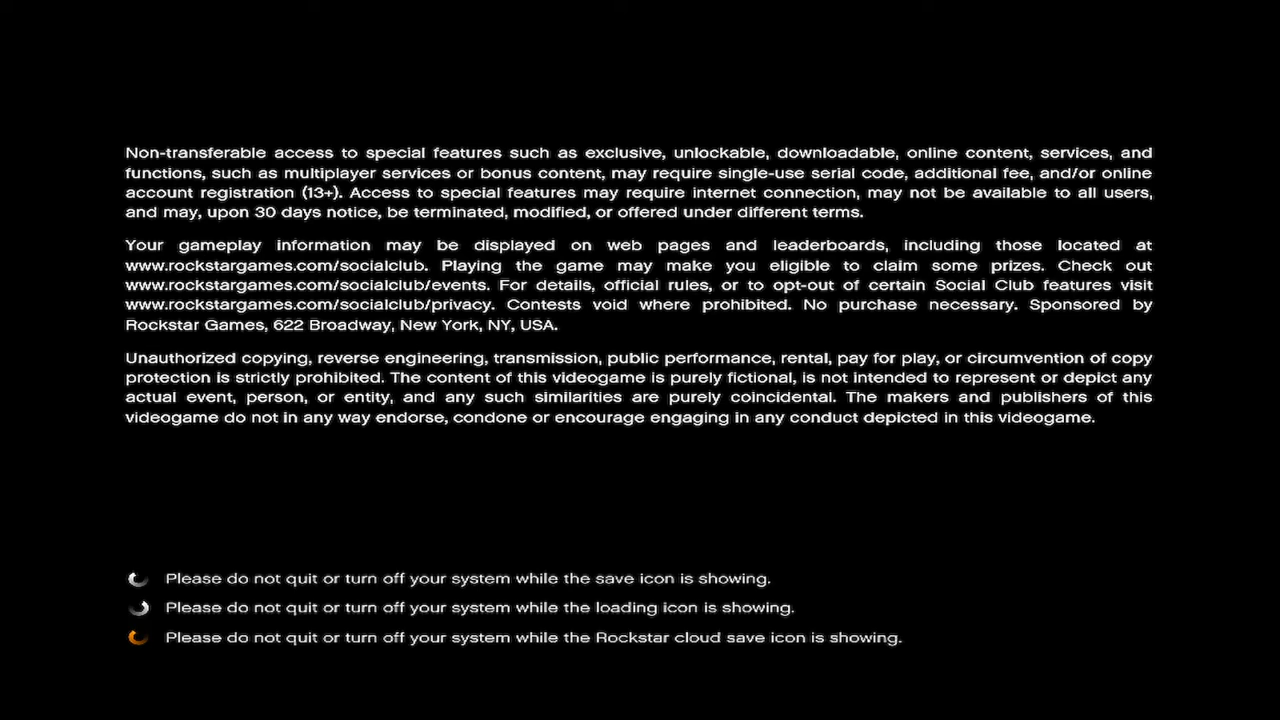 Non-transferable access to special features such as exclusive, unlockable, downloadable, online content, services, and
functions, such as multiplayer services or bonus content, may require single-use serial code, additional fee, and/or online
account registration (13+). Access to special features may require internet connection, may not be available to all users,
and may, upon 30 days notice, be terminated, modified, or offered under different terms.
Your gameplay information may be displayed on web pages and leaderboards, including those located at
www.rockstargames.com/socialclub. Playing the game may make you eligible to claim some prizes. Check out
www.rockstargames.com/socialclub/events. For details, official rules, or to opt-out of certain Social Club features visit
www.rockstargames.com/socialclub/privacy. Contests void where prohibited. No purchase necessary. Sponsored by
Rockstar Games, 622 Broadway, New York, NY, USA.
Unauthorized copying, reverse engineering, transmission, public performance, rental, pay for play, or circumvention of copy
protection is strictly prohibited. The content of this videogame is purely fictional, is not intended to represent or depict any
actual event, person, or entity, and any such similarities are purely coincidental. The makers and publishers of this
videogame do not in any way endorse, condone or encourage engaging in any conduct depicted in this videogame.
Please do not quit or turn off your system while the save icon is showing.
Please do not quit or turn off your system while the loading icon is showing.
Please do not quit or turn off your system while the Rockstar cloud save icon is showing.